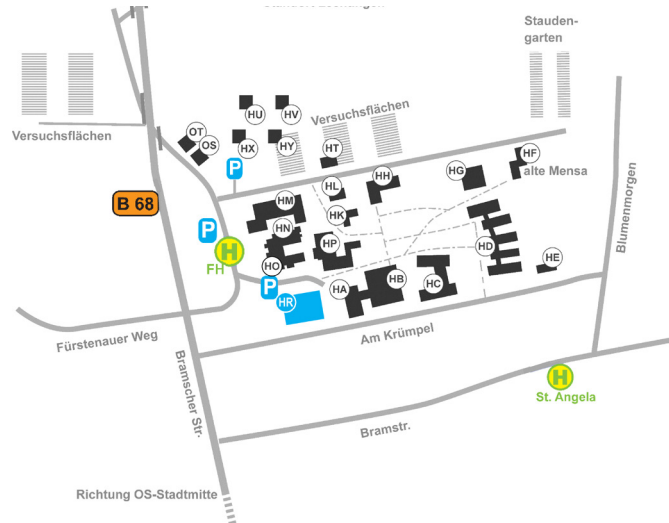 Stauden-
garten
Versuchsflächen
Versuchsflächen
HU
HV
OT
OS
HX
HY
HT
P
HH
HG
HF
alte Mensa
HL
HM
HK
B 68
P
HN
HP
HD
H
FH
HO
HE
P
HR
HA
HB
HC
Blumenmorgen
Am Krümpel
Fürstenauer Weg
Bramscher Str.
H
St. Angela
Bramstr.
Richtung OS-Stadtmitte